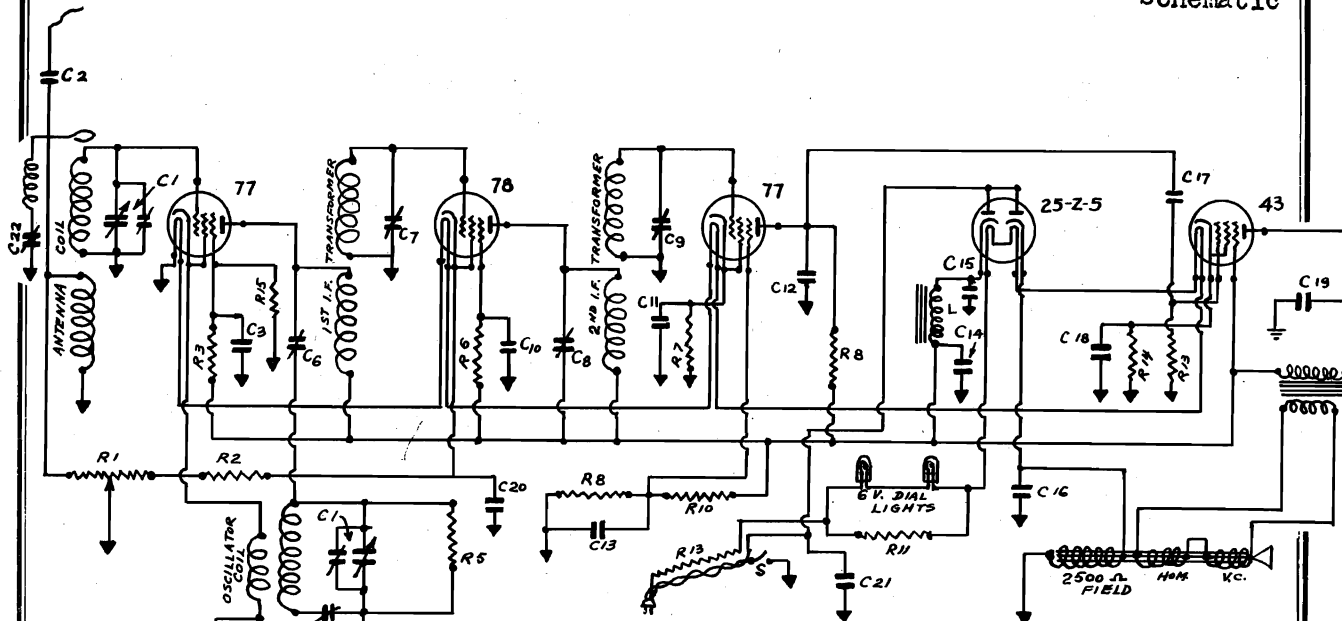 Schematic
C2
77
78
77
25-Z-5
43
C1
C22
COIL
ANTENNA
R15
R3
C3
C6
TRANSFORMER
1ST I.F.
C7
R6
C10
C8
TRANSFORMER
2ND I.F.
C9
C11
R7
C12
R8
C15
L
C14
C17
C18
R14
R13
C19
R1
R2
C20
R8
R10
C13
6 V. DIAL
LIGHTS
R11
C16
R13
S
C21
OSCILLATOR
COIL
C1
R5
2500 Ω
FIELD
HUM.
V.C.